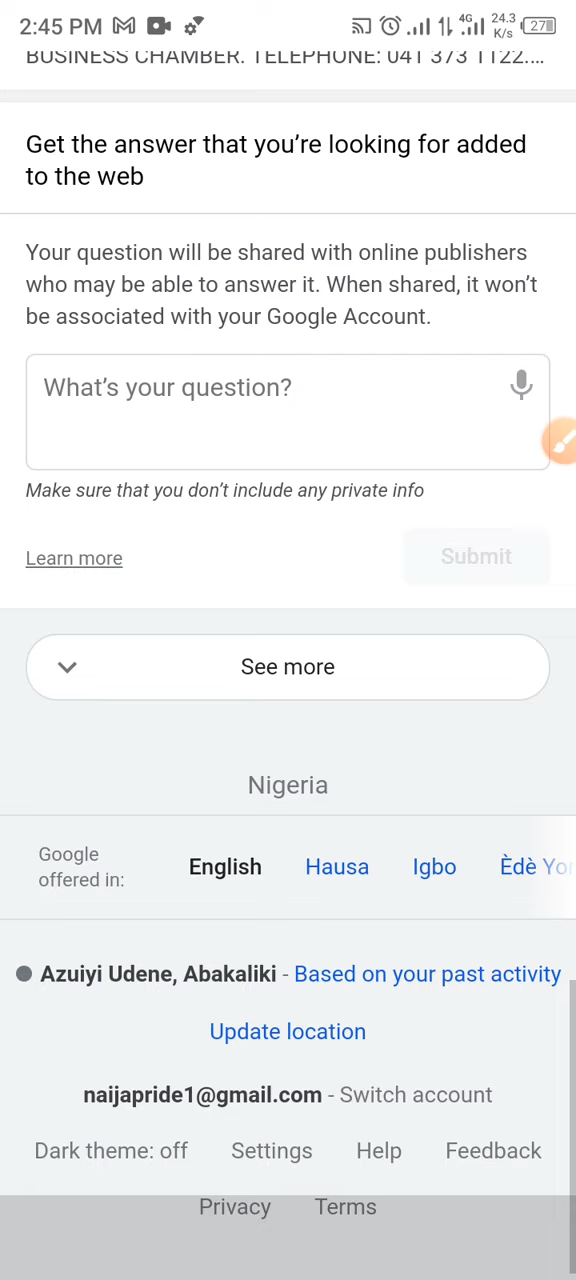 2:45 PM
4G
24.3
K/s
27
BUSINESS CHAMBER. TELEPHONE: 041 373 1122....
Get the answer that you’re looking for added
to the web
Your question will be shared with online publishers
who may be able to answer it. When shared, it won’t
be associated with your Google Account.
What’s your question?
Make sure that you don’t include any private info
Learn more
Submit
See more
Nigeria
Google
offered in:
English Hausa Igbo Èdè Yor
Azuiyi Udene, Abakaliki - Based on your past activity
Update location
naijapride1@gmail.com - Switch account
Dark theme: off Settings Help Feedback
Privacy Terms